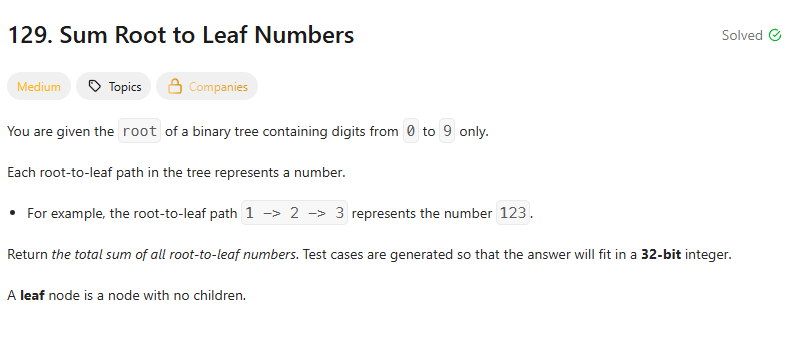 129. Sum Root to Leaf Numbers
Solved
Medium Topics Companies
You are given the root of a binary tree containing digits from 0 to 9 only.
Each root-to-leaf path in the tree represents a number.
• For example, the root-to-leaf path 1 -> 2 -> 3 represents the number 123.
Return the total sum of all root-to-leaf numbers. Test cases are generated so that the answer will fit in a 32-bit integer.
A leaf node is a node with no children.